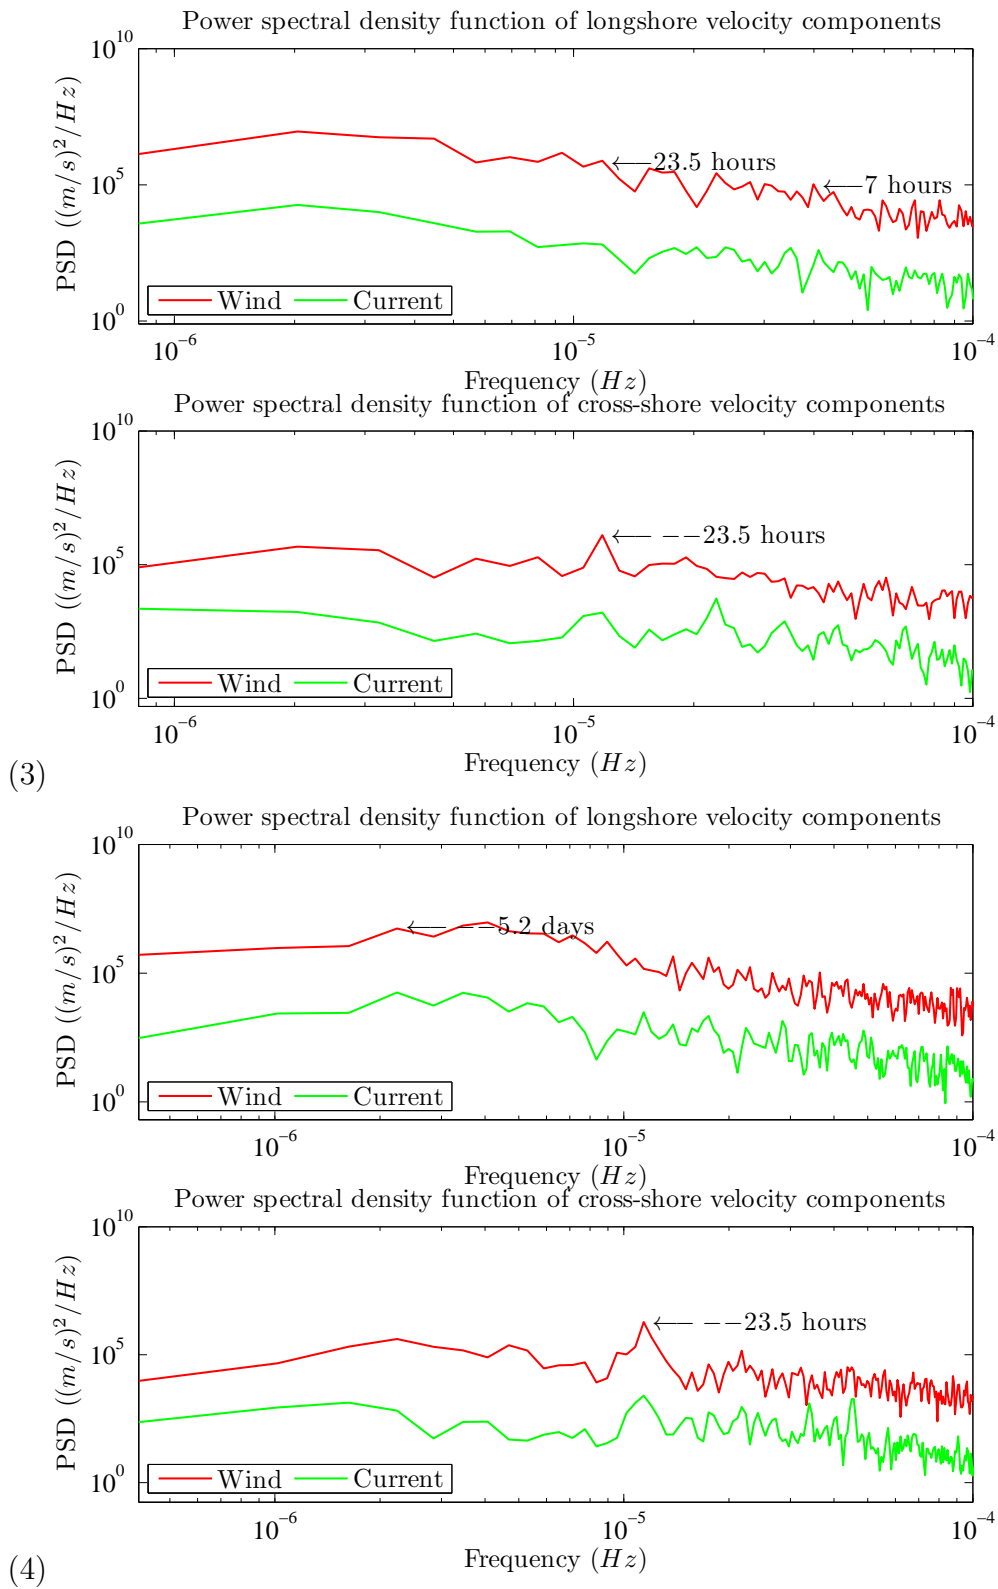 Power spectral density function of longshore velocity components
10^10
10^5
10^0
PSD ((m/s)^2/Hz)
←−−23.5 hours
←−−7 hours
Wind Current
10^−6 10^−5 10^−4
Frequency (Hz)
Power spectral density function of cross-shore velocity components
10^10
10^5
10^0
PSD ((m/s)^2/Hz)
←− −−23.5 hours
Wind Current
10^−6 10^−5 10^−4
Frequency (Hz)
(3)
Power spectral density function of longshore velocity components
10^10
10^5
10^0
PSD ((m/s)^2/Hz)
←− −−5.2 days
Wind Current
10^−6 10^−5 10^−4
Frequency (Hz)
Power spectral density function of cross-shore velocity components
10^10
10^5
10^0
PSD ((m/s)^2/Hz)
←− −−23.5 hours
Wind Current
10^−6 10^−5 10^−4
Frequency (Hz)
(4)